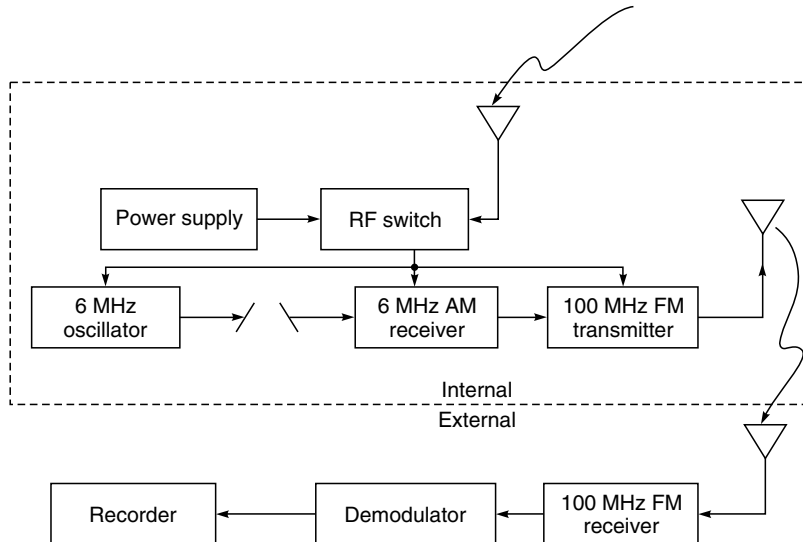 Power supply
RF switch
6 MHz
oscillator
6 MHz AM
receiver
100 MHz FM
transmitter
Internal
External
Recorder
Demodulator
100 MHz FM
receiver